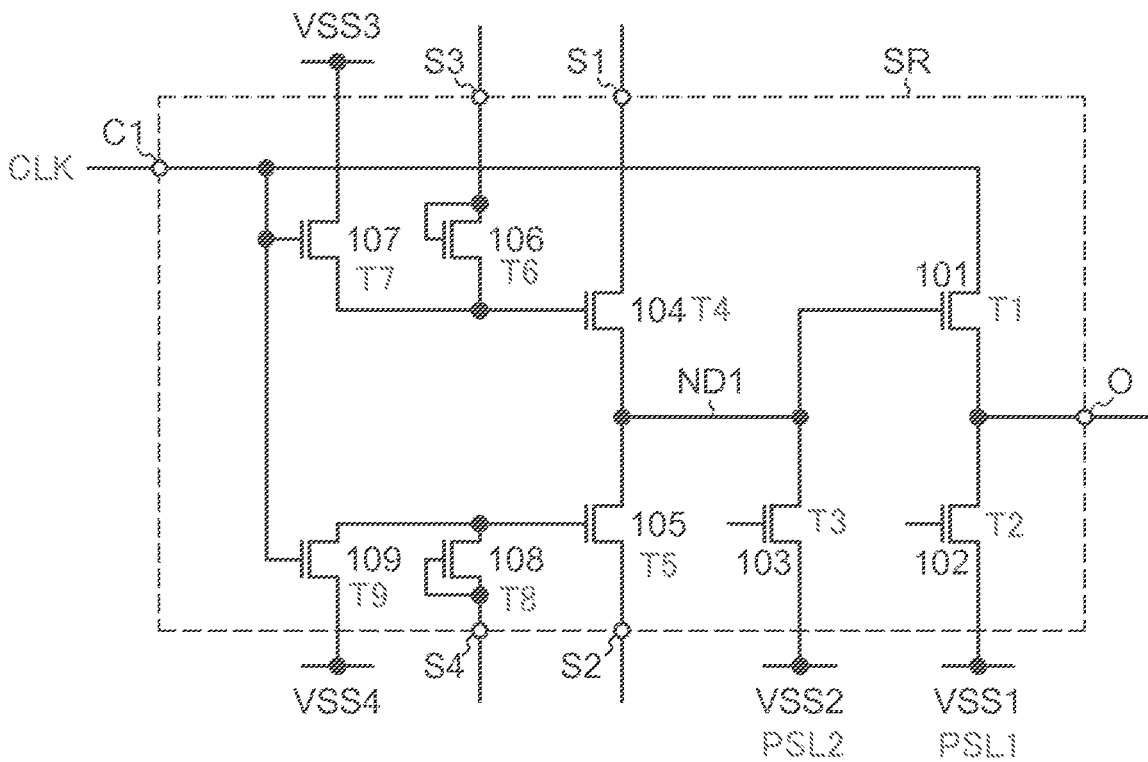 VSS3
S3
S1
SR
C1
CLK
107
T7
106
T6
101
T1
104 T4
ND1
O
109
T9
108
T8
105
T5
T3
103
T2
102
S4
S2
VSS4
VSS2
PSL2
VSS1
PSL1